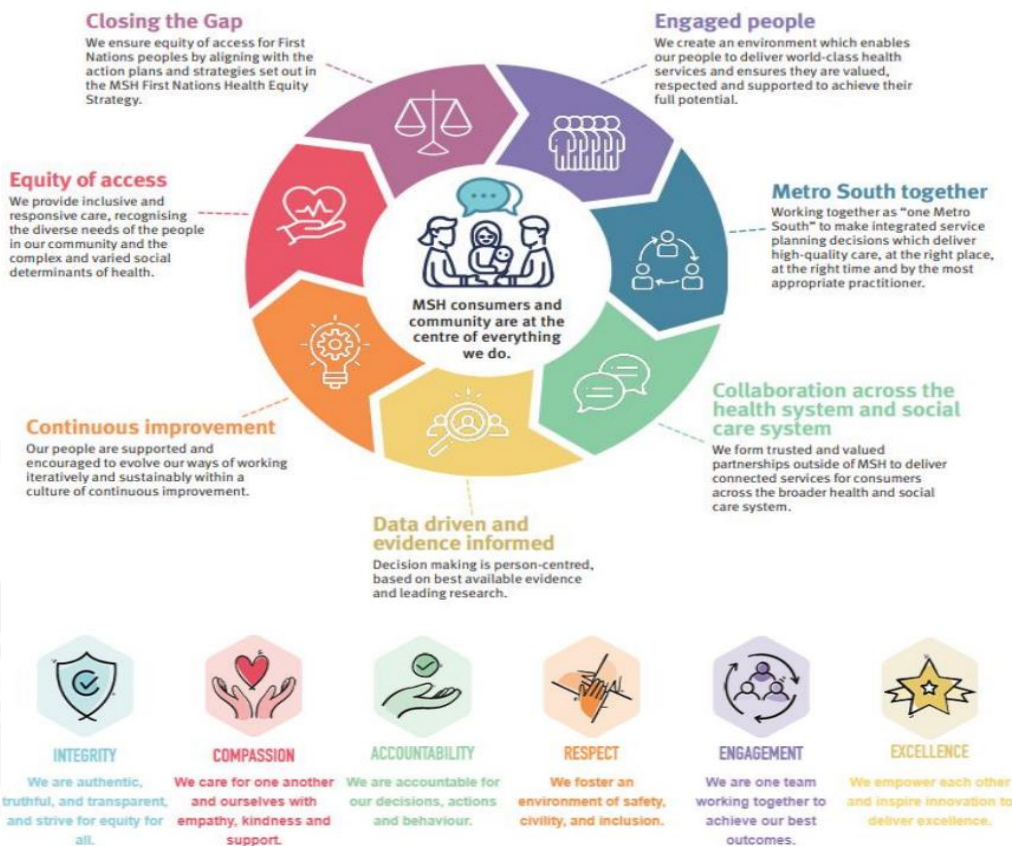 Closing the Gap
We ensure equity of access for First
Nations peoples by aligning with the
action plans and strategies set out in
the MSH First Nations Health Equity
Strategy.
Engaged people
We create an environment which enables
our people to deliver world-class health
services and ensures they are valued,
respected and supported to achieve their
full potential.
Equity of access
We provide inclusive and
responsive care, recognising
the diverse needs of the people
in our community and the
complex and varied social
determinants of health.
Metro South together
Working together as "one Metro
South" to make integrated service
planning decisions which deliver
high-quality care, at the right place,
at the right time and by the most
appropriate practitioner.
MSH consumers and
community are at the
centre of everything
we do.
Continuous improvement
Our people are supported and
encouraged to evolve our ways of working
iteratively and sustainably within a
culture of continuous improvement.
Collaboration across the
health system and social
care system
We form trusted and valued
partnerships outside of MSH to deliver
connected services for consumers
across the broader health and social
care system.
Data driven and
evidence informed
Decision making is person-centred,
based on best available evidence
and leading research.
INTEGRITY
We are authentic,
truthful, and transparent,
and strive for equity for
all.
COMPASSION
We care for one another
and ourselves with
empathy, kindness and
support.
ACCOUNTABILITY
We are accountable for
our decisions, actions
and behaviour.
RESPECT
We foster an
environment of safety,
civility, and inclusion.
ENGAGEMENT
We are one team
working together to
achieve our best
outcomes.
EXCELLENCE
We empower each other
and inspire innovation to
deliver excellence.